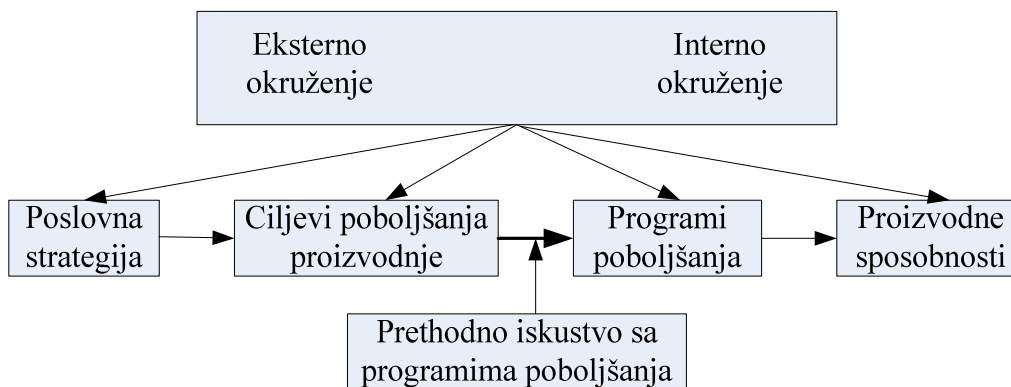 Eksterno
okruženje
Interno
okruženje
Poslovna
strategija
Ciljevi poboljšanja
proizvodnje
Programi
poboljšanja
Proizvodne
sposobnosti
Prethodno iskustvo sa
programima poboljšanja